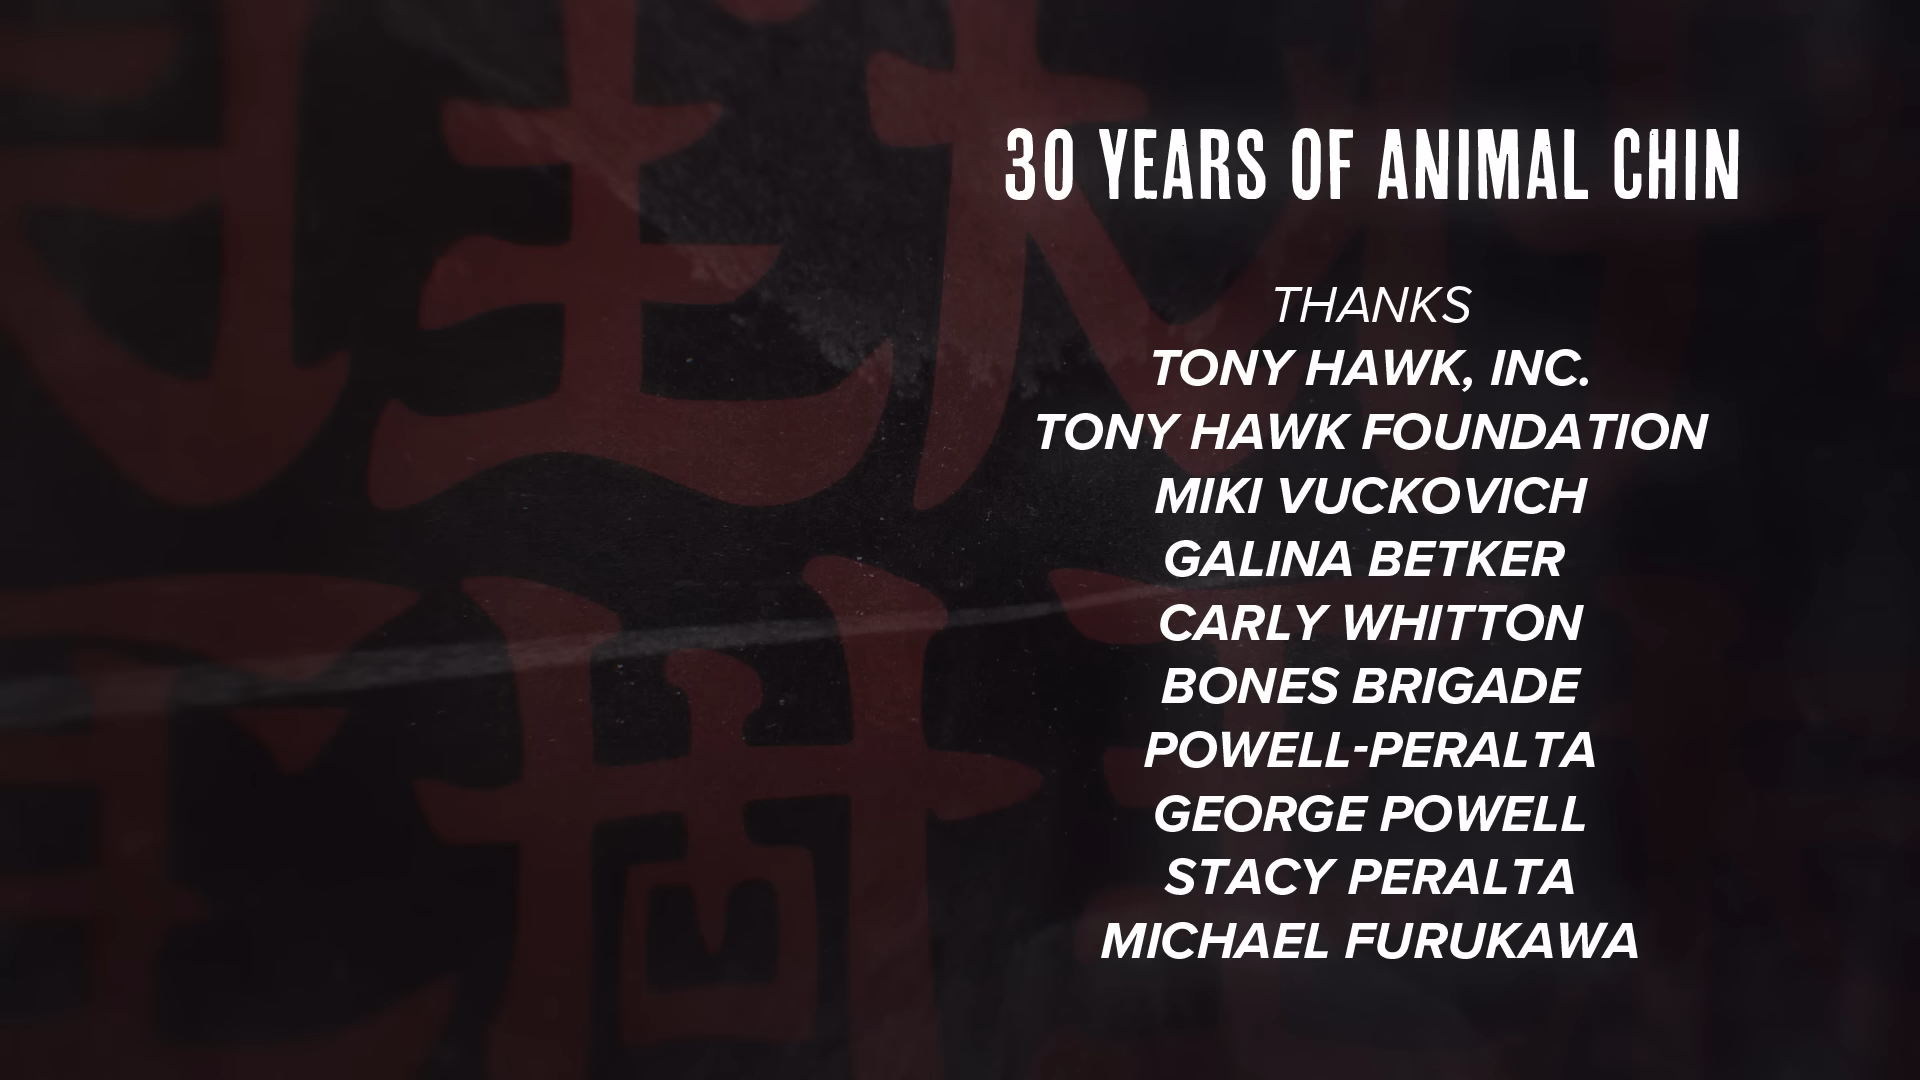 30 YEARS OF ANIMAL CHIN
THANKS
TONY HAWK, INC.
TONY HAWK FOUNDATION
MIKI VUCKOVICH
GALINA BETKER
CARLY WHITTON
BONES BRIGADE
POWELL-PERALTA
GEORGE POWELL
STACY PERALTA
MICHAEL FURUKAWA